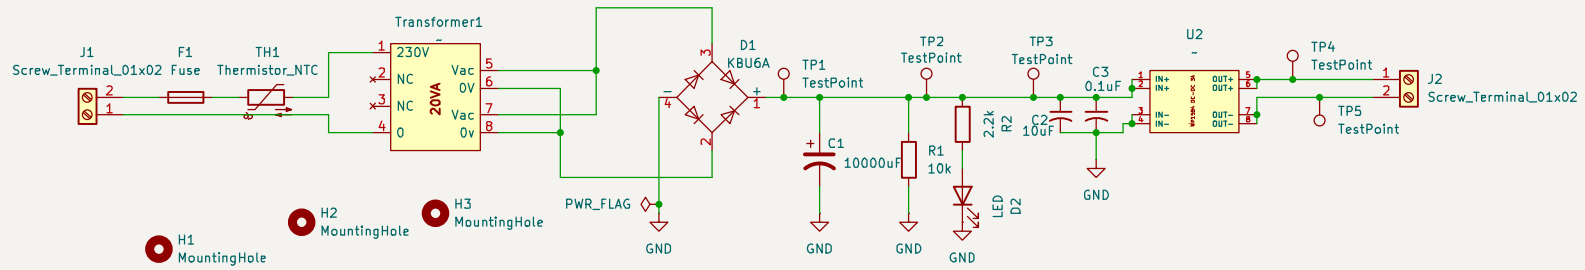 J1
Screw_Terminal_01x02
2
1
F1
Fuse
TH1
Thermistor_NTC
Transformer1
~
1
230V
2
NC
3
NC
4
0
20VA
5
Vac
6
0V
7
Vac
8
0v
H1
MountingHole
H2
MountingHole
H3
MountingHole
PWR_FLAG
GND
D1
KBU6A
3
−
4
+
1
2
TP1
TestPoint
+
C1
10000uF
GND
R1
10k
GND
TP2
TestPoint
2.2k
R2
LED
D2
GND
TP3
TestPoint
C2
10uF
C3
0.1uF
GND
U2
~
1
IN+
2
IN+
3
IN-
4
IN-
5
OUT+
6
OUT+
7
OUT-
8
OUT-
TP4
TestPoint
TP5
TestPoint
1
2
J2
Screw_Terminal_01x02